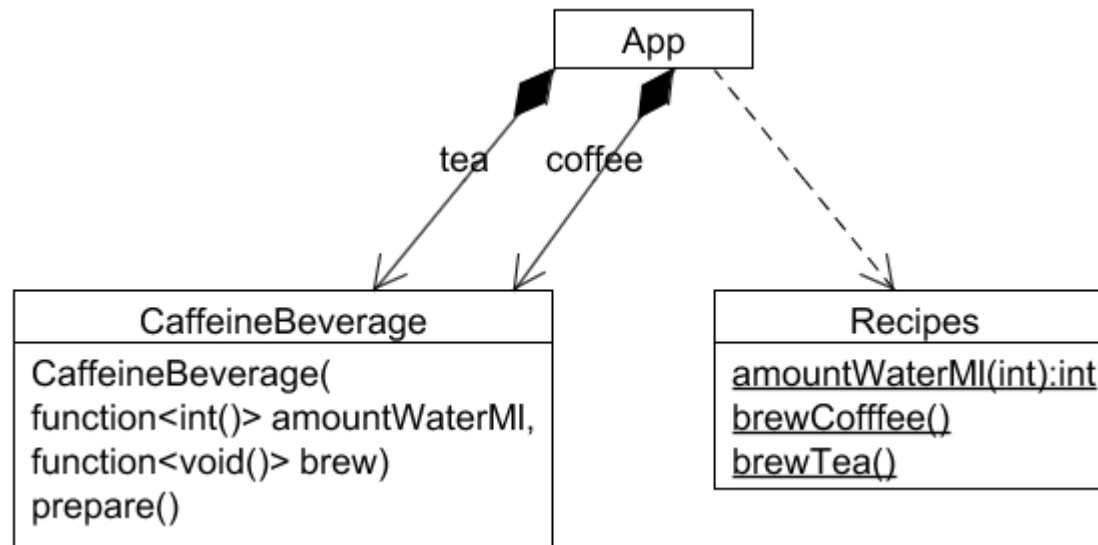 App
tea
coffee
CaffeineBeverage
CaffeineBeverage(
function<int()> amountWaterMl,
function<void()> brew)
prepare()
Recipes
amountWaterMl(int):int
brewCofffee()
brewTea()